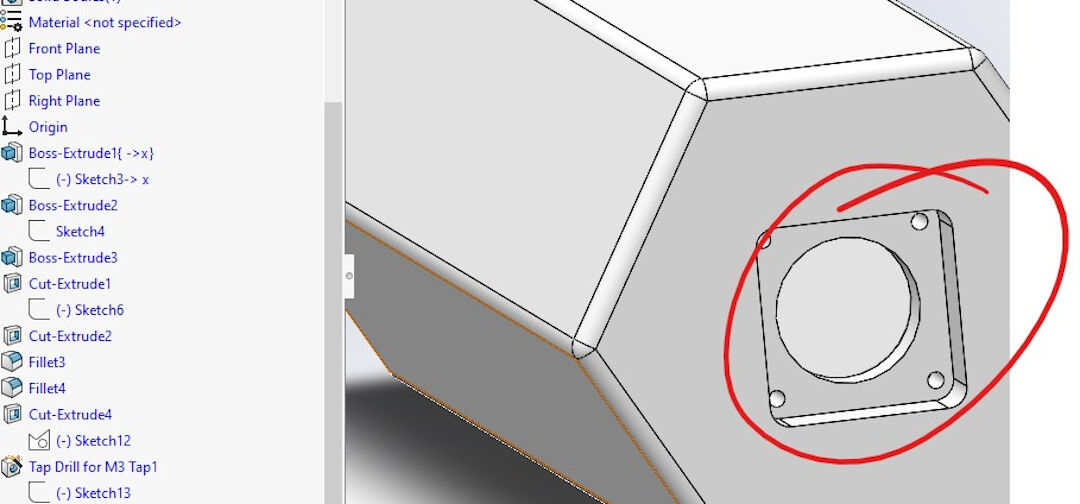 Material <not specified>
Front Plane
Top Plane
Right Plane
Origin
Boss-Extrude1{ ->x}
(-) Sketch3-> x
Boss-Extrude2
Sketch4
Boss-Extrude3
Cut-Extrude1
(-) Sketch6
Cut-Extrude2
Fillet3
Fillet4
Cut-Extrude4
(-) Sketch12
Tap Drill for M3 Tap1
(-) Sketch13